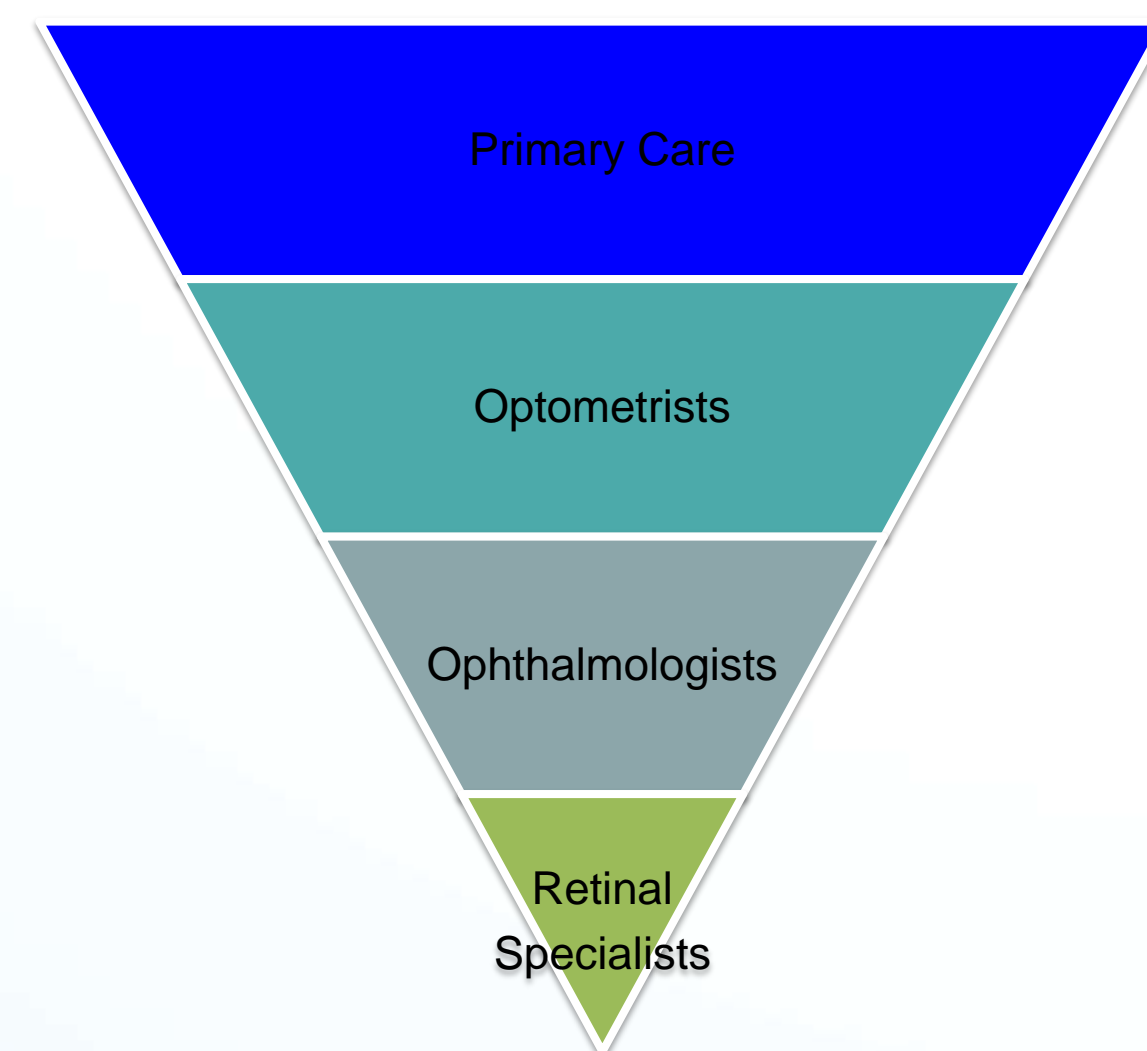 Primary Care
Optometrists
Ophthalmologists
Retinal
Specialists